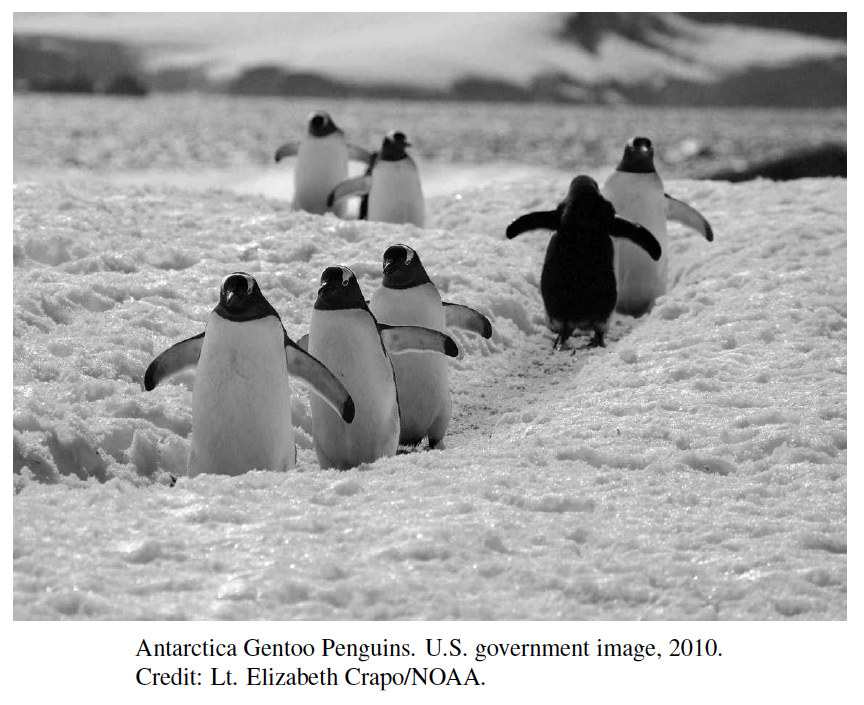 Antarctica Gentoo Penguins. U.S. government image, 2010.
Credit: Lt. Elizabeth Crapo/NOAA.